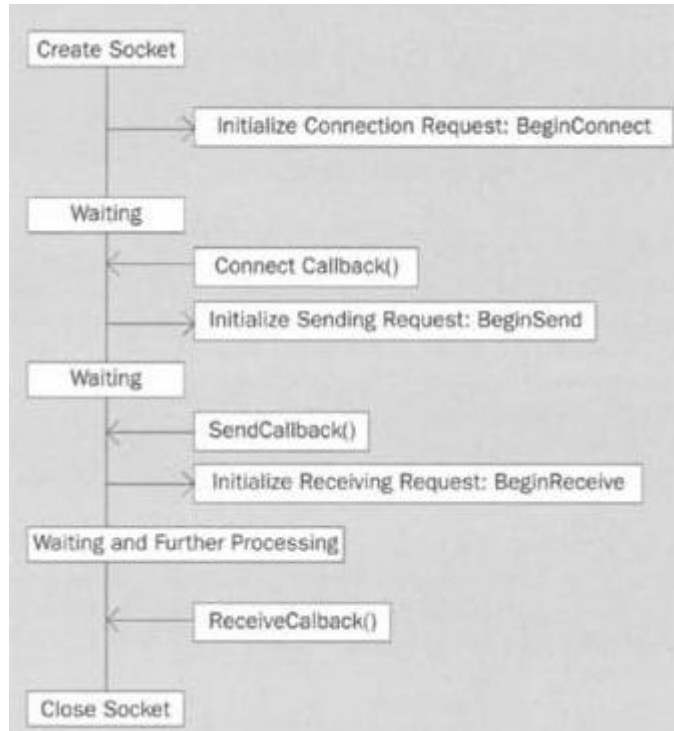 Create Socket
Initialize Connection Request: BeginConnect
Waiting
Connect Callback()
Initialize Sending Request: BeginSend
Waiting
SendCallback()
Initialize Receiving Request: BeginReceive
Waiting and Further Processing
ReceiveCalback()
Close Socket